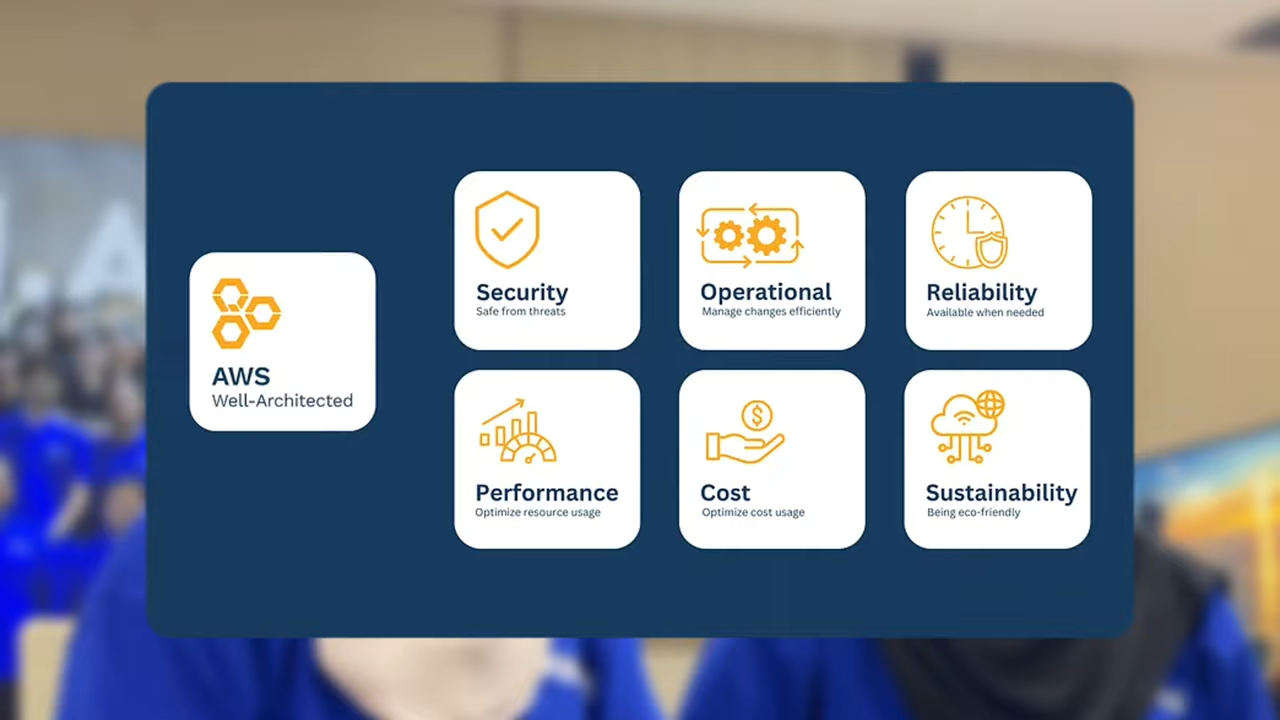 AWS
Well-Architected
Security
Safe from threats
Operational
Manage changes efficiently
Reliability
Available when needed
Performance
Optimize resource usage
Cost
Optimize cost usage
Sustainability
Being eco-friendly